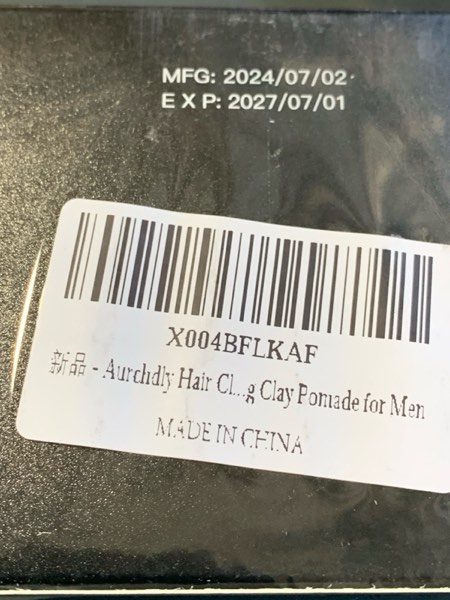 MFG: 2024/07/02
EXP: 2027/07/01
X004BFLKAF
新品 - Aurchdly Hair Cl...g Clay Pomade for Men
MADE IN CHINA